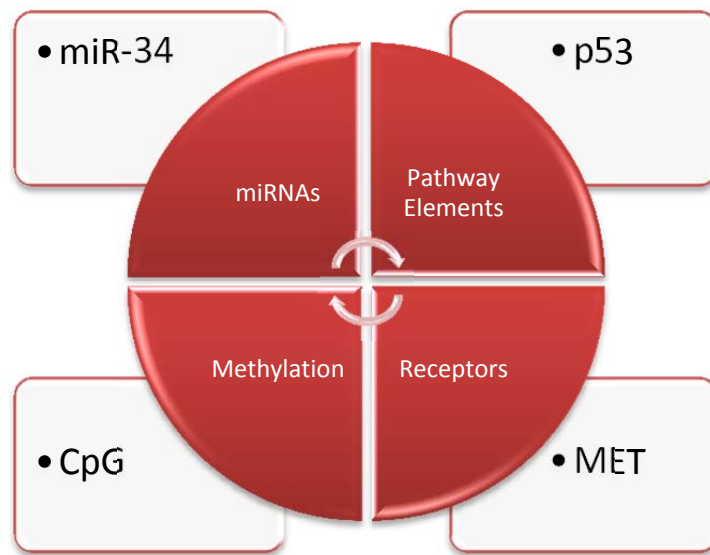 • miR-34
• p53
miRNAs
Pathway
Elements
Methylation
Receptors
• CpG
• MET